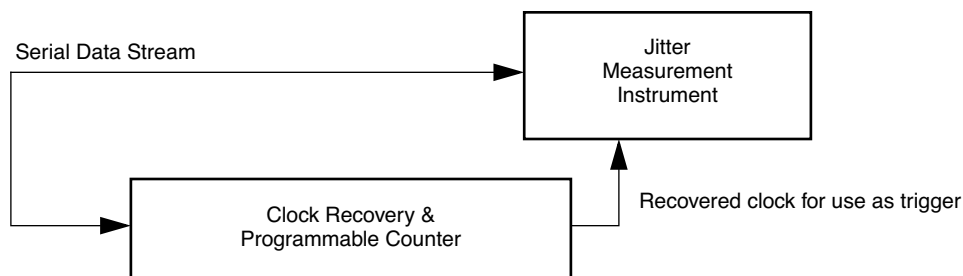 Serial Data Stream
Jitter
Measurement
Instrument
Clock Recovery &
Programmable Counter
Recovered clock for use as trigger